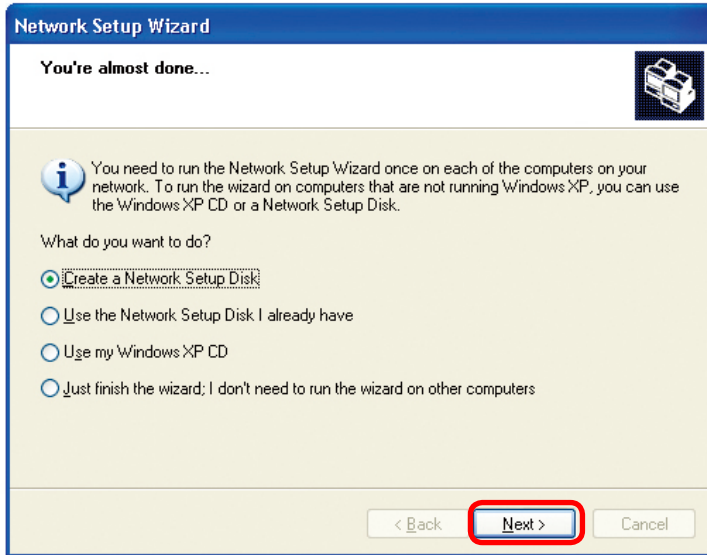 Network Setup Wizard
You're almost done...
You need to run the Network Setup Wizard once on each of the computers on your
network. To run the wizard on computers that are not running Windows XP, you can use
the Windows XP CD or a Network Setup Disk.
What do you want to do?
Create a Network Setup Disk
Use the Network Setup Disk I already have
Use my Windows XP CD
Just finish the wizard; I don't need to run the wizard on other computers
< Back Next > Cancel